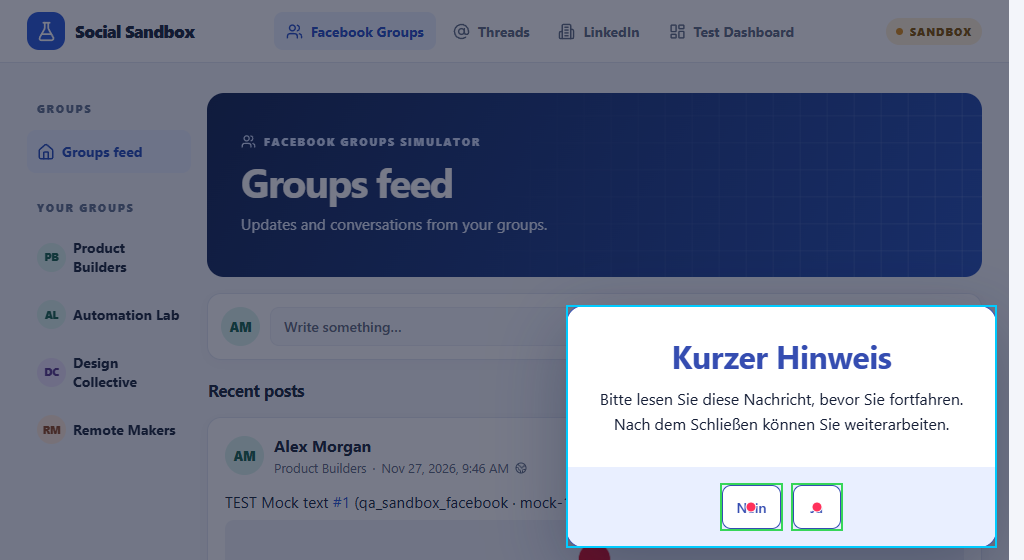 Social Sandbox
Facebook Groups
Threads
LinkedIn
Test Dashboard
SANDBOX
GROUPS
Groups feed
YOUR GROUPS
PB
Product
Builders
AL
Automation Lab
DC
Design
Collective
RM
Remote Makers
FACEBOOK GROUPS SIMULATOR
Groups feed
Updates and conversations from your groups.
AM
Write something...
Recent posts
AM
Alex Morgan
Product Builders · Nov 27, 2026, 9:46 AM
TEST Mock text #1 (qa_sandbox_facebook · mock-
Kurzer Hinweis
Bitte lesen Sie diese Nachricht, bevor Sie fortfahren.
Nach dem Schließen können Sie weiterarbeiten.
Nein